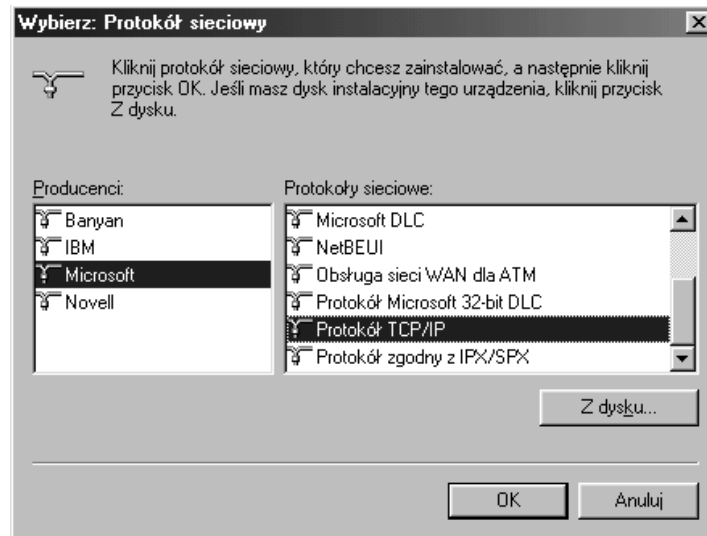 Wybierz: Protokół sieciowy
Kliknij protokół sieciowy, który chcesz zainstalować, a następnie kliknij
przycisk OK. Jeśli masz dysk instalacyjny tego urządzenia, kliknij przycisk
Z dysku.
Producenci:
Banyan
IBM
Microsoft
Novell
Protokoły sieciowe:
Microsoft DLC
NetBEUI
Obsługa sieci WAN dla ATM
Protokół Microsoft 32-bit DLC
Protokół TCP/IP
Protokół zgodny z IPX/SPX
Z dysku...
OK
Anuluj